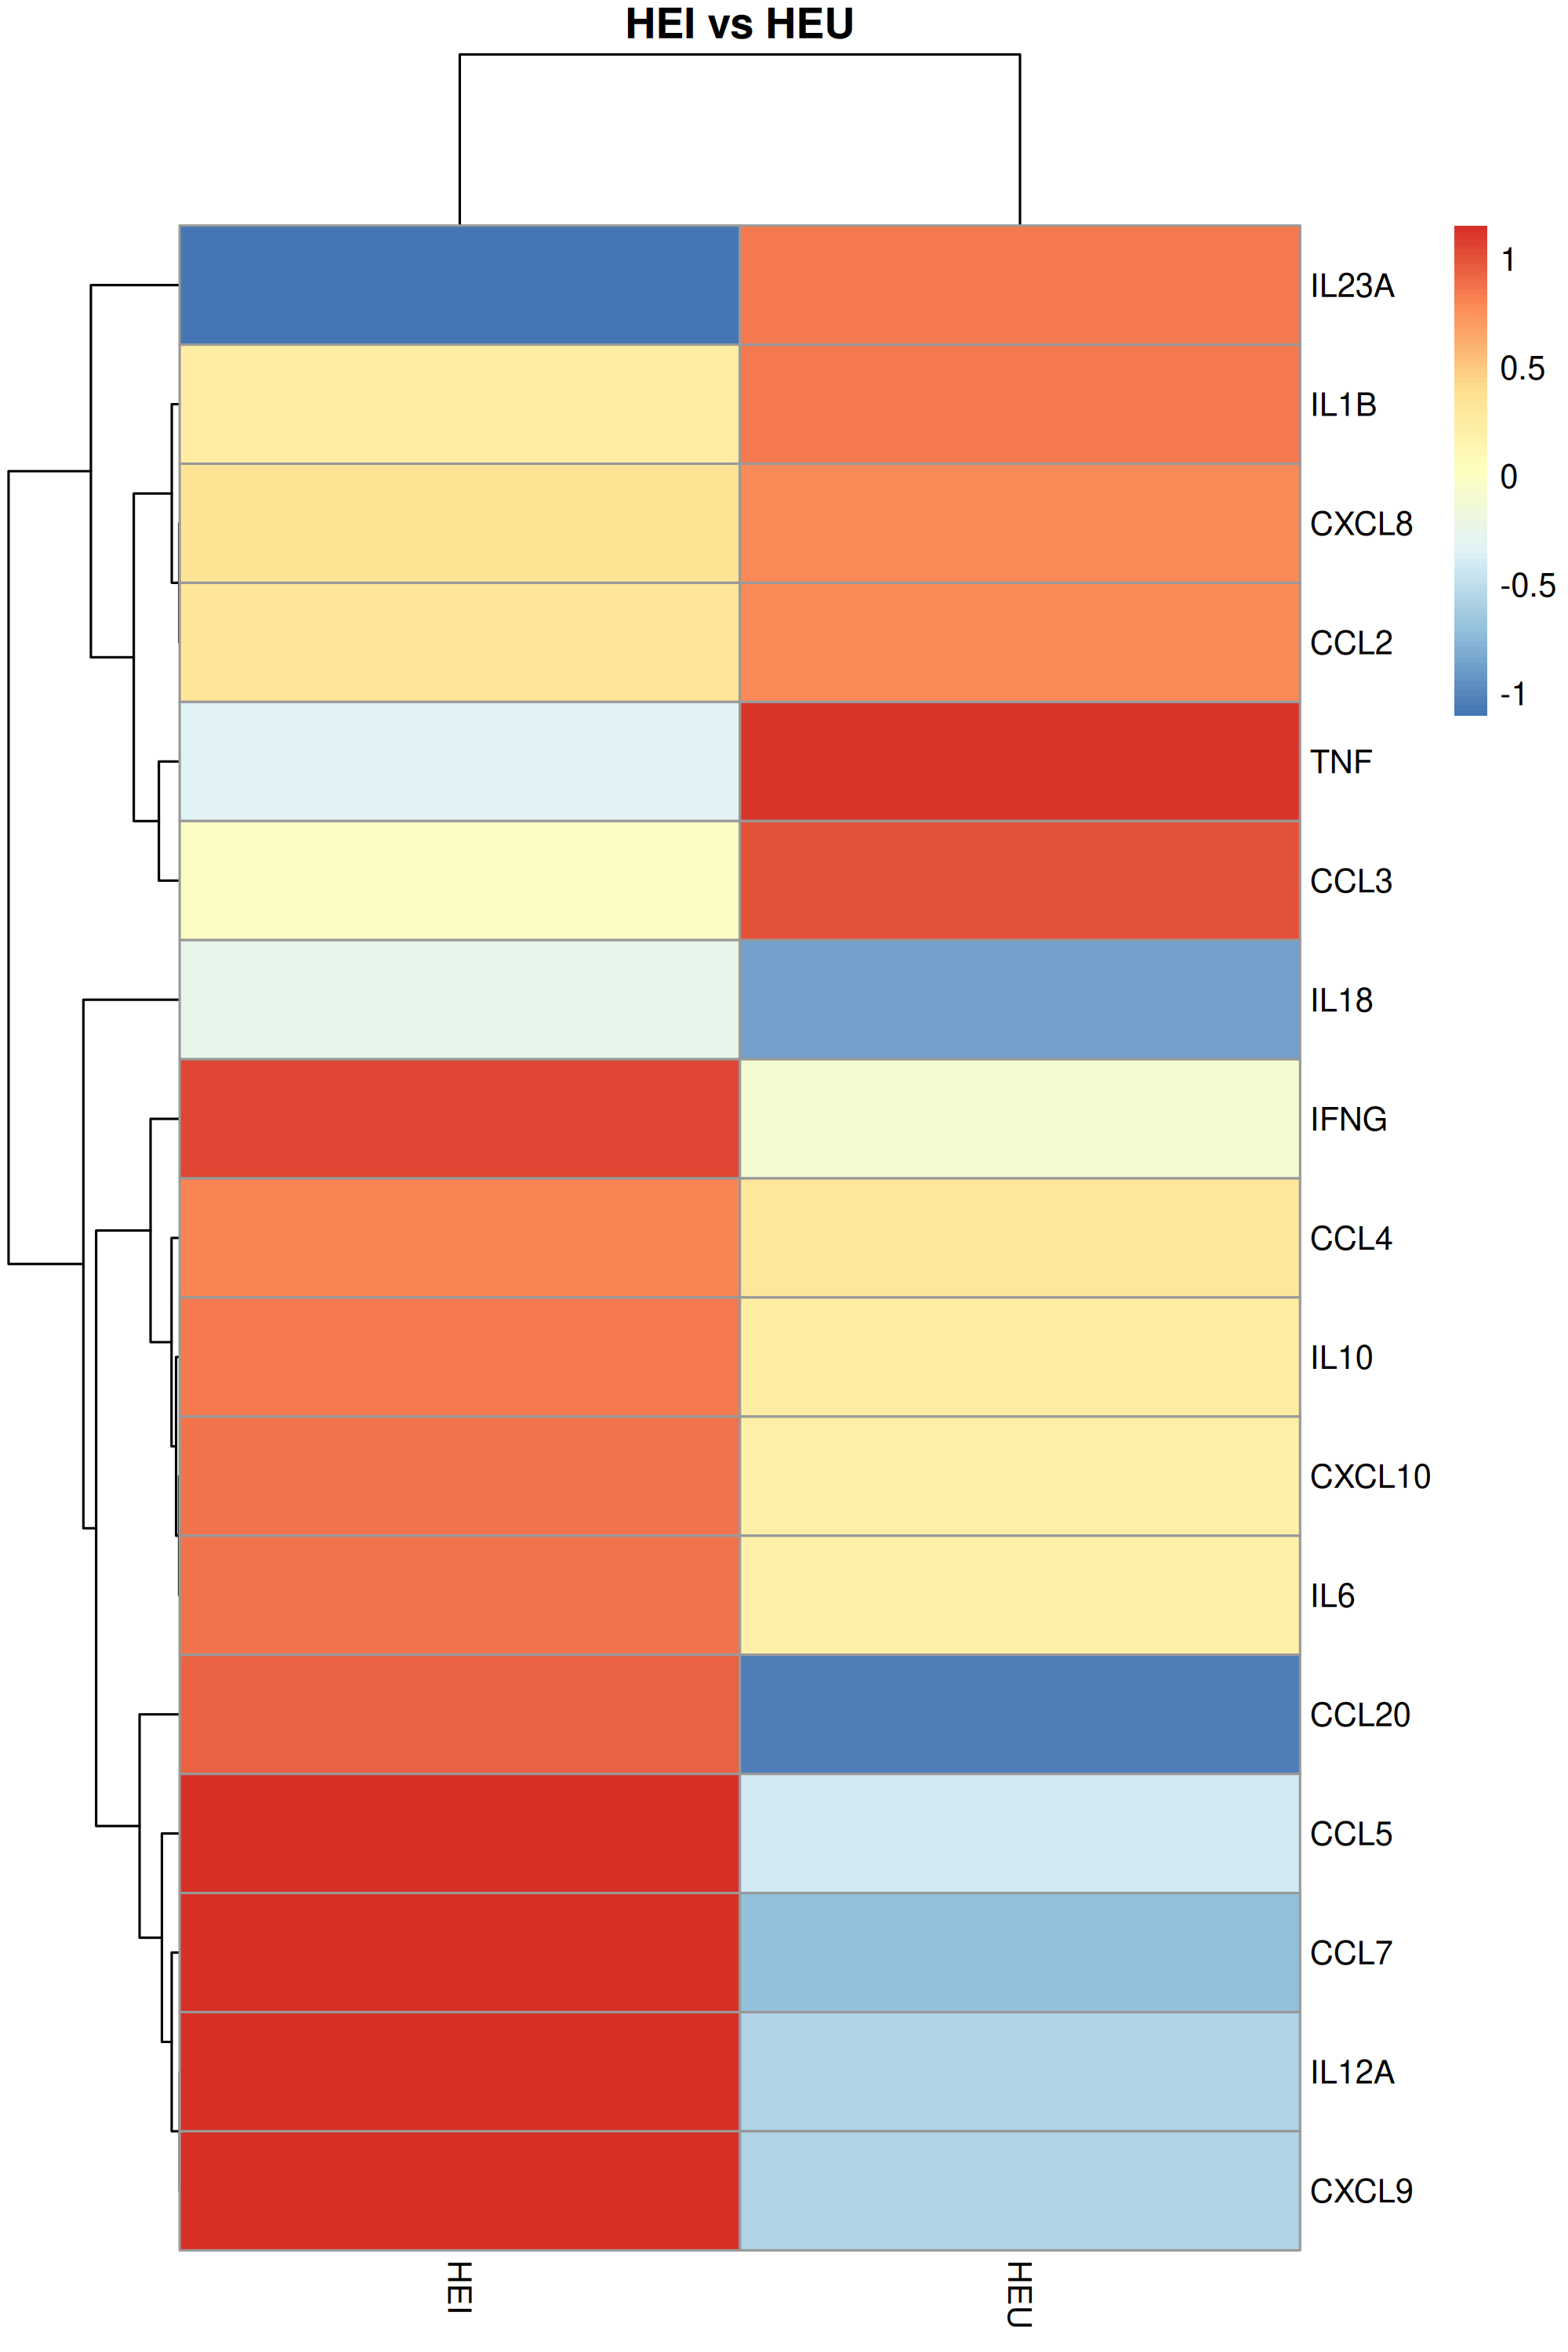 HEI vs HEU
IL23A
IL1B
CXCL8
CCL2
TNF
CCL3
IL18
IFNG
CCL4
IL10
CXCL10
IL6
CCL20
CCL5
CCL7
IL12A
CXCL9
1
0.5
0
-0.5
-1
HEI
HEU